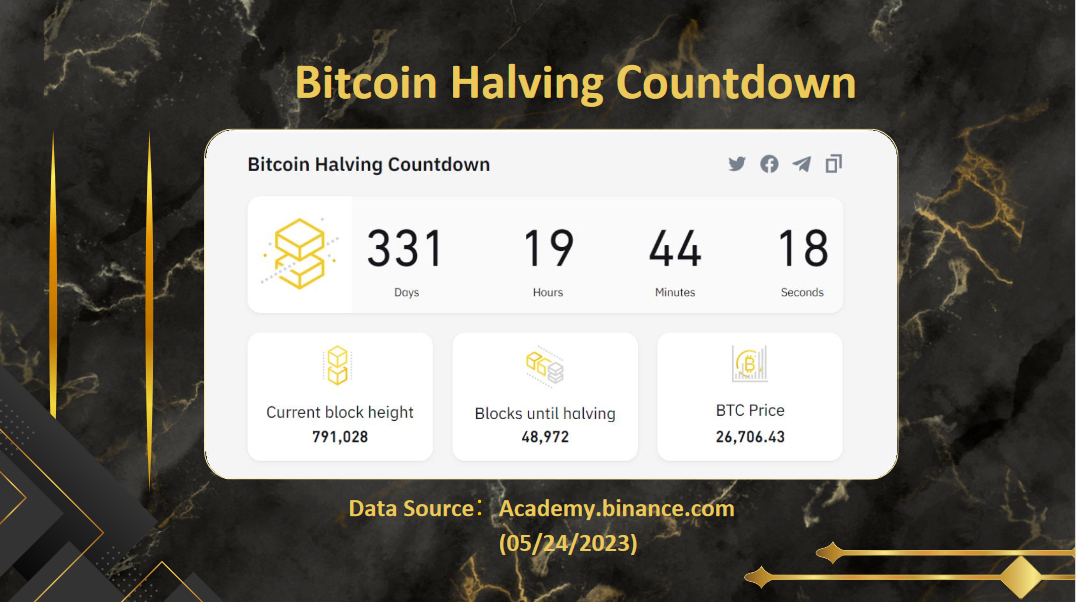 Bitcoin Halving Countdown
Bitcoin Halving Countdown
331 19 44 18
Days Hours Minutes Seconds
Current block height Blocks until halving BTC Price
791,028 48,972 26,706.43
Data Source：Academy.binance.com
(05/24/2023)